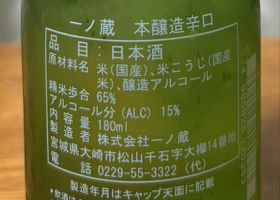 一ノ蔵 本醸造辛口
品目：日本酒
原材料名：米(国産)、米こうじ(国産
米)、醸造アルコール
精米歩合 65%
アルコール分 (ALC) 15%
内容量：180ml
製造者：株式会社一ノ蔵
宮城県大崎市松山千石字大欅14番地
電話 0229-55-3322 (代)
製造年月はキャップ天面に記載